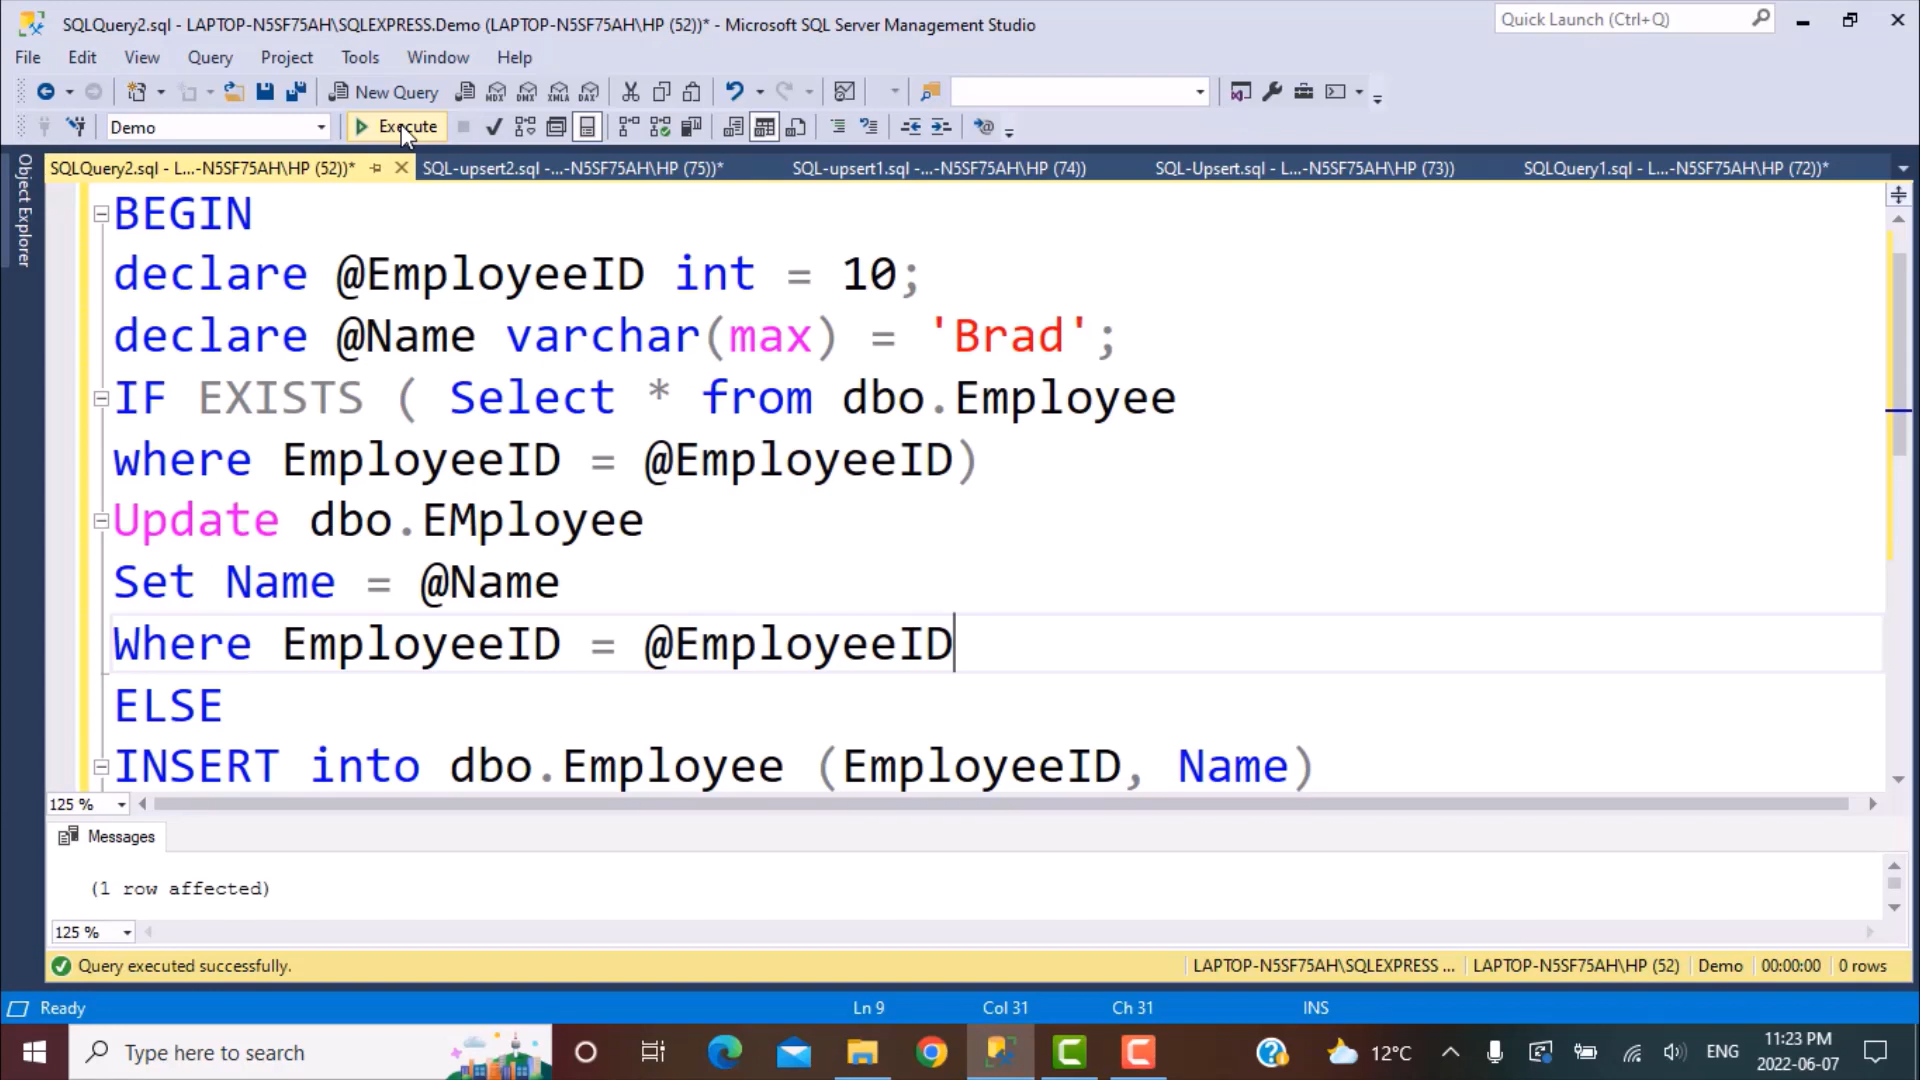 SQLQuery2.sql - LAPTOP-N5SF75AH\SQLEXPRESS.Demo (LAPTOP-N5SF75AH\HP (52))* - Microsoft SQL Server Management Studio
Quick Launch (Ctrl+Q)
File Edit View Query Project Tools Window Help
New Query MDX DMX XMLA DAX
Demo Execute
SQLQuery2.sql - L...-N5SF75AH\HP (52))* SQL-upsert2.sql -...-N5SF75AH\HP (75))* SQL-upsert1.sql -...-N5SF75AH\HP (74)) SQL-Upsert.sql - L...-N5SF75AH\HP (73)) SQLQuery1.sql - L...-N5SF75AH\HP (72))*
Object Explorer
BEGIN
declare @EmployeeID int = 10;
declare @Name varchar(max) = 'Brad';
IF EXISTS ( Select * from dbo.Employee
where EmployeeID = @EmployeeID)
Update dbo.EMployee
Set Name = @Name
Where EmployeeID = @EmployeeID
ELSE
INSERT into dbo.Employee (EmployeeID, Name)
125 %
Messages
(1 row affected)
125 %
Query executed successfully. LAPTOP-N5SF75AH\SQLEXPRESS ... LAPTOP-N5SF75AH\HP (52) Demo 00:00:00 0 rows
Ready Ln 9 Col 31 Ch 31 INS
Type here to search 12°C ENG 11:23 PM
2022-06-07